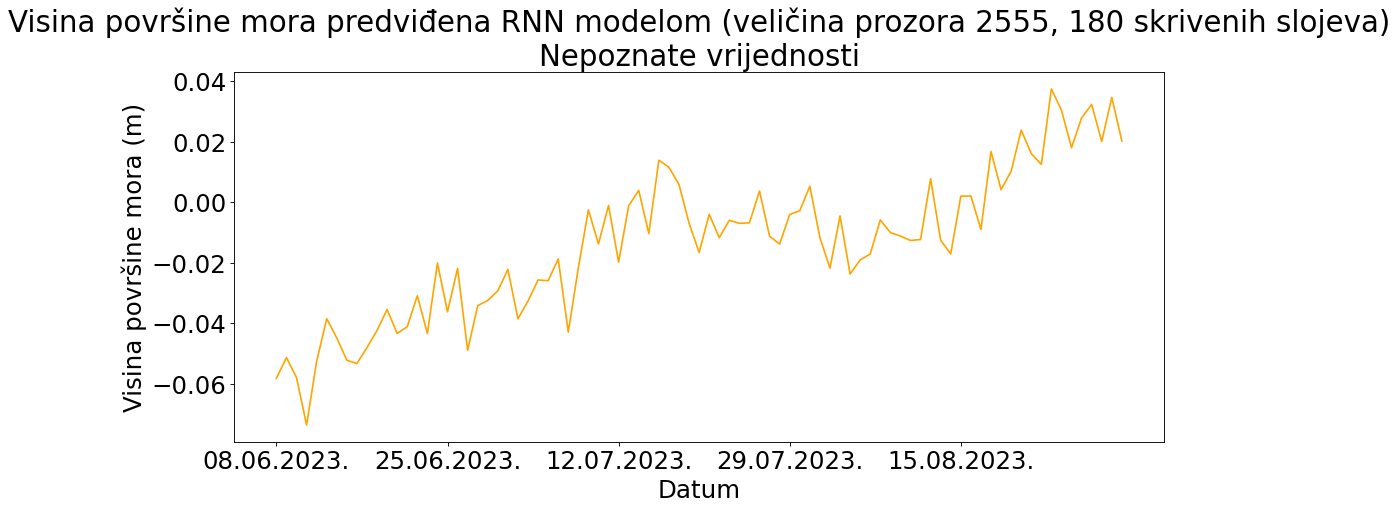 Visina površine mora predviđena RNN modelom (veličina prozora 2555, 180 skrivenih slojeva)
Nepoznate vrijednosti
0.04
0.02
0.00
−0.02
−0.04
−0.06
Visina površine mora (m)
08.06.2023. 25.06.2023. 12.07.2023. 29.07.2023. 15.08.2023.
Datum